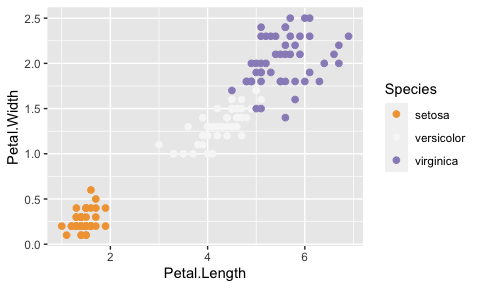 2.5
2.0
1.5
1.0
0.5
0.0
Petal.Width
2
4
6
Petal.Length
Species
setosa
versicolor
virginica